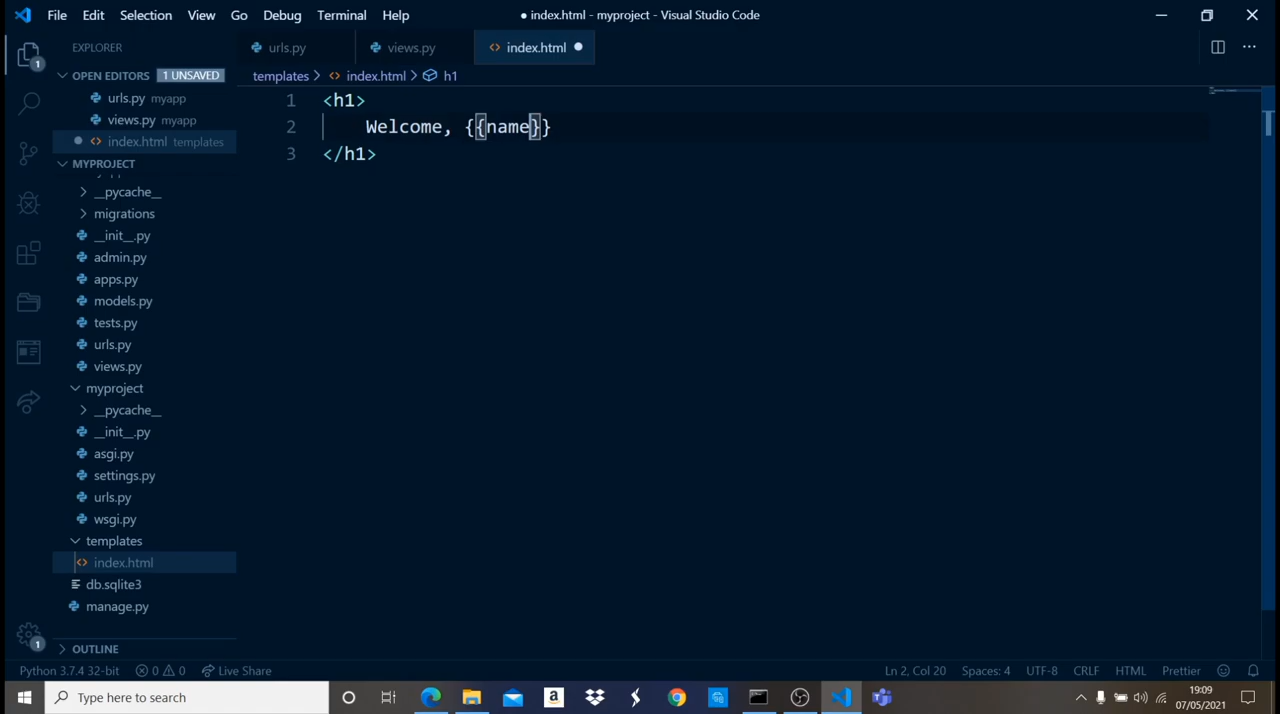 File Edit Selection View Go Debug Terminal Help
● index.html - myproject - Visual Studio Code
EXPLORER
urls.py
views.py
index.html
OPEN EDITORS 1 UNSAVED
templates > index.html > h1
urls.py myapp
views.py myapp
index.html templates
1 <h1>
2 Welcome, {{name}}
3 </h1>
MYPROJECT
__pycache__
migrations
__init__.py
admin.py
apps.py
models.py
tests.py
urls.py
views.py
myproject
__pycache__
__init__.py
asgi.py
settings.py
urls.py
wsgi.py
templates
index.html
db.sqlite3
manage.py
OUTLINE
1
1
Python 3.7.4 32-bit 0 0 Live Share
Ln 2, Col 20 Spaces: 4 UTF-8 CRLF HTML Prettier
Type here to search
19:09
07/05/2021